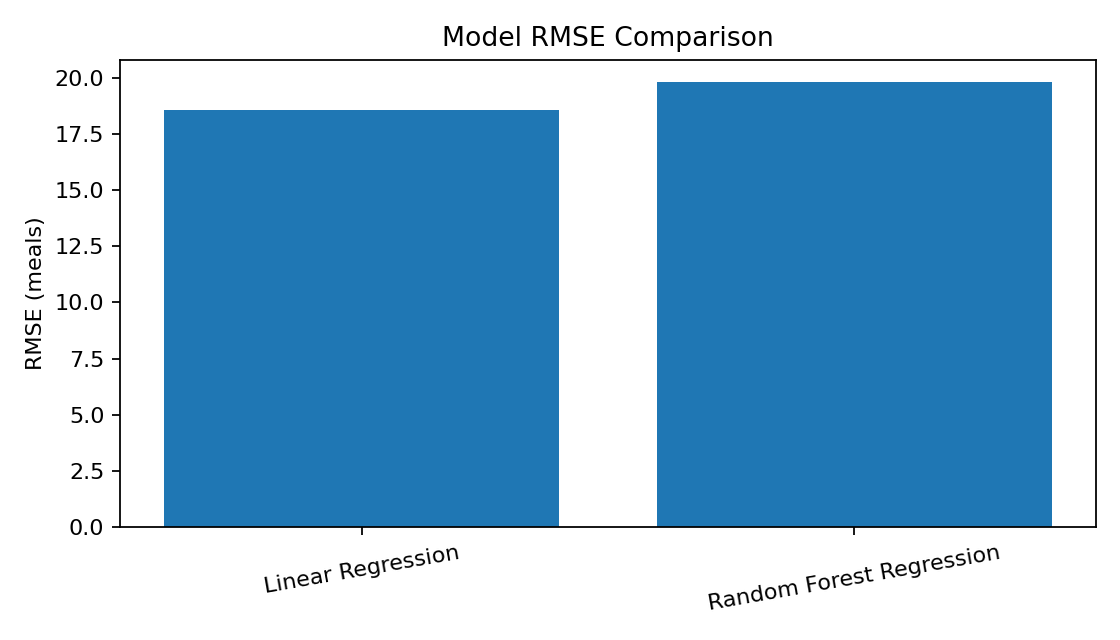 Model RMSE Comparison
RMSE (meals)
20.0
17.5
15.0
12.5
10.0
7.5
5.0
2.5
0.0
Linear Regression
Random Forest Regression